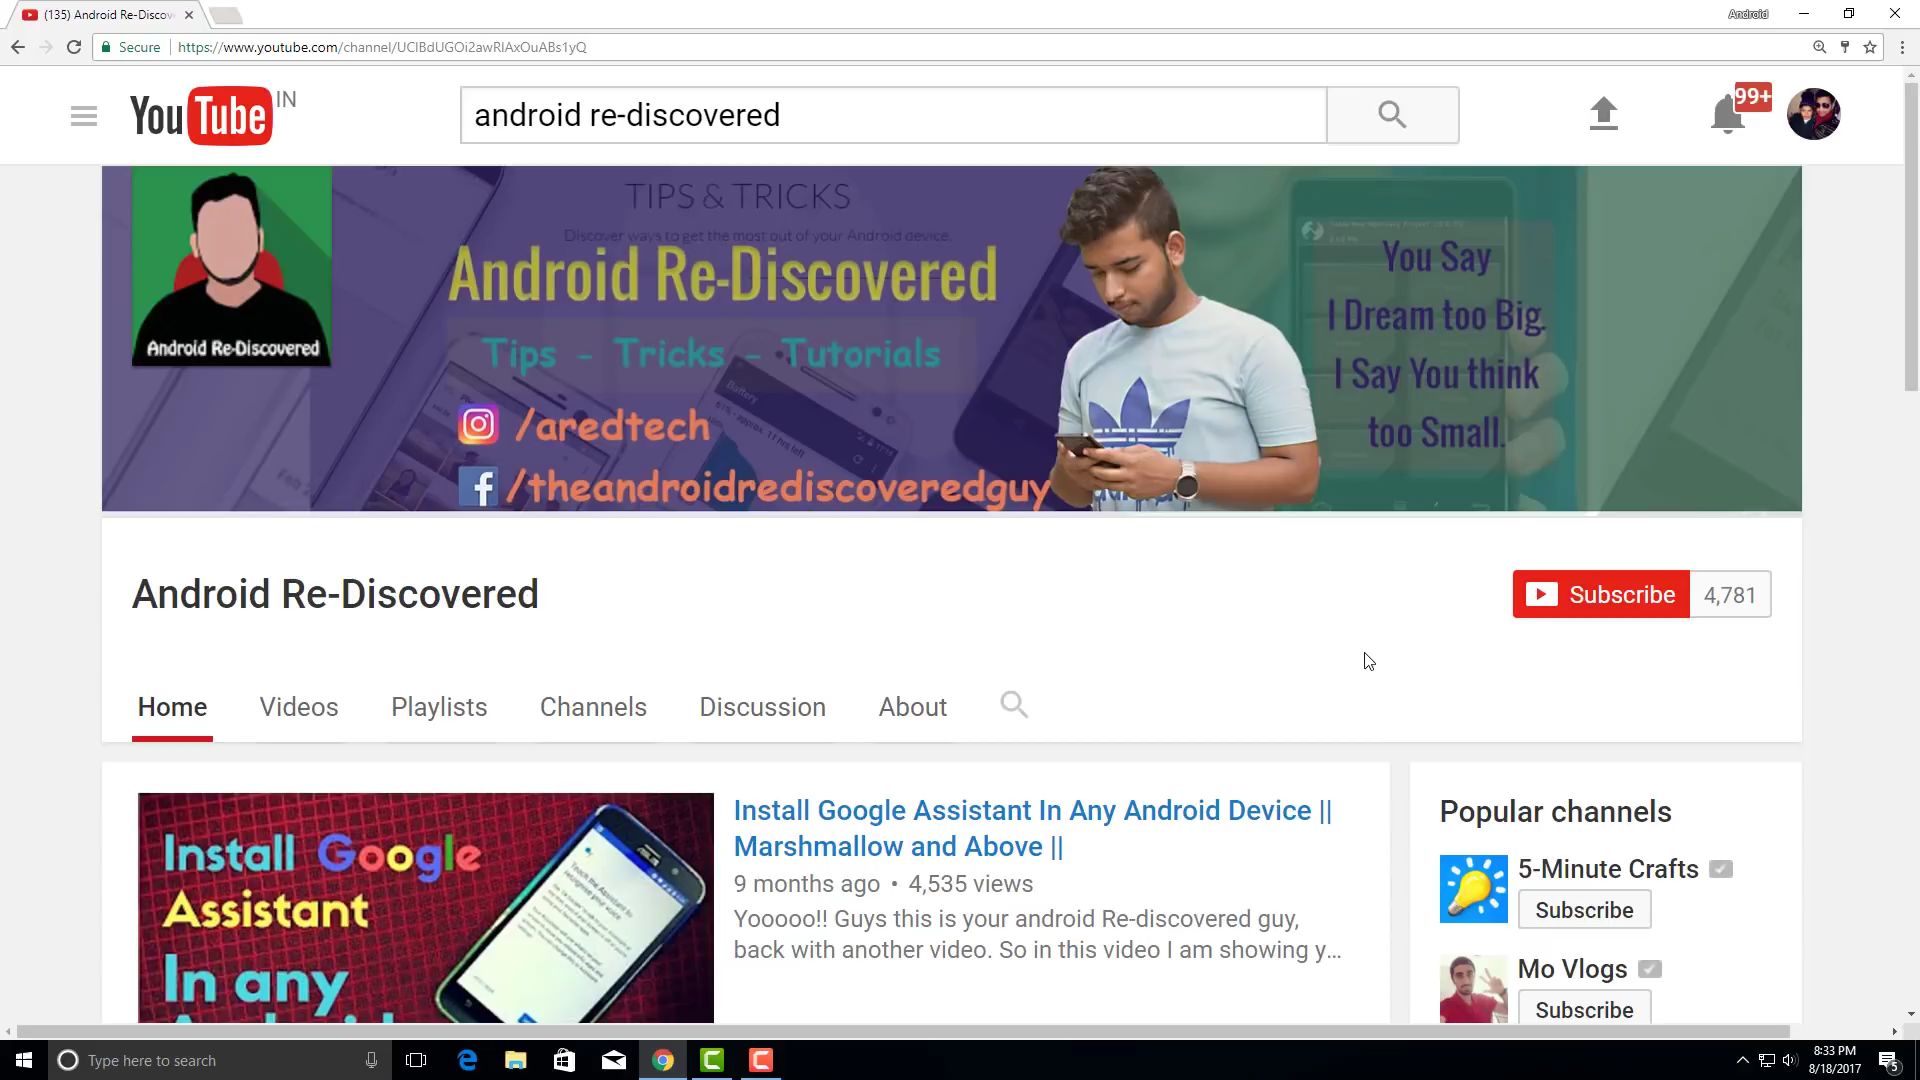 (135) Android Re-Discov
Android
Secure
https://www.youtube.com/channel/UClBdUGOi2awRlAxOuABs1yQ
YouTube IN
android re-discovered
99+
TIPS & TRICKS
Discover ways to get the most out of your Android device.
Android Re-Discovered
Tips - Tricks - Tutorials
/aredtech
/theandroidrediscoveredguy
Android Re-Discovered
You Say
I Dream too Big.
I Say You think
too Small.
Battery
Android Re-Discovered
Subscribe 4,781
Home Videos Playlists Channels Discussion About
Install Google
Assistant
In any
Install Google Assistant In Any Android Device ||
Marshmallow and Above ||
9 months ago • 4,535 views
Yooooo!! Guys this is your android Re-discovered guy,
back with another video. So in this video I am showing y...
Popular channels
5-Minute Crafts
Subscribe
Mo Vlogs
Subscribe
Type here to search
8:33 PM
8/18/2017
5